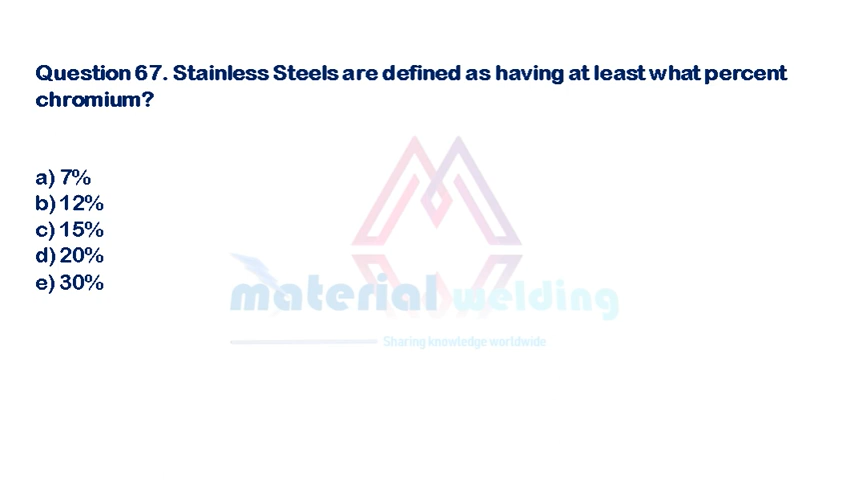 Question 67. Stainless Steels are defined as having at least what percent
chromium?
a) 7%
b) 12%
c) 15%
d) 20%
e) 30%
material welding
Sharing knowledge worldwide